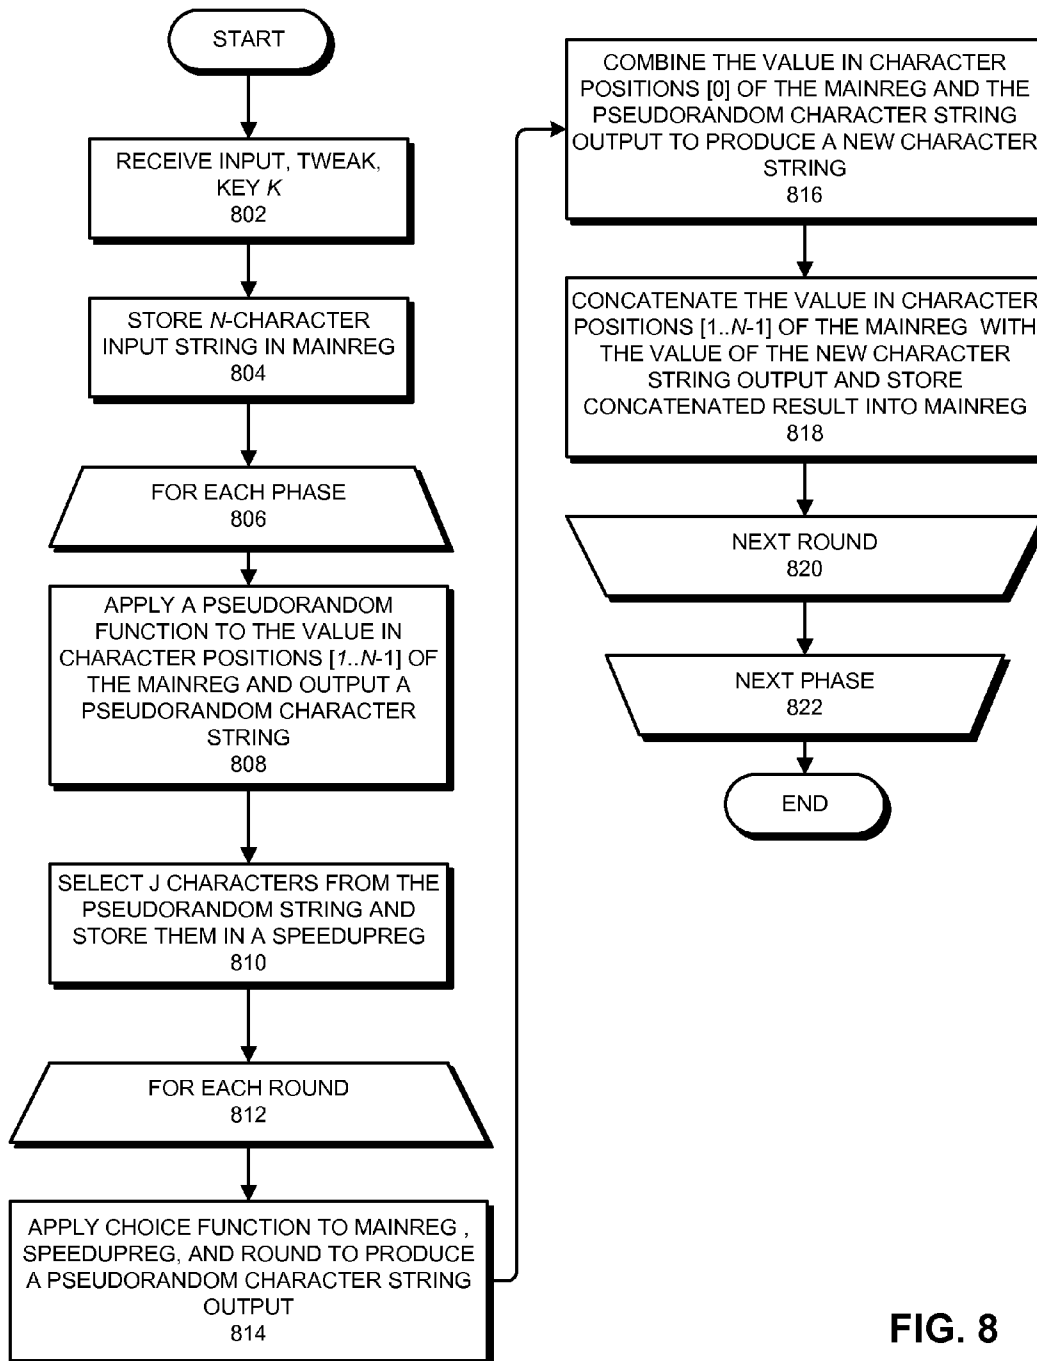 START
RECEIVE INPUT, TWEAK,
KEY K
802
STORE N-CHARACTER
INPUT STRING IN MAINREG
804
FOR EACH PHASE
806
APPLY A PSEUDORANDOM
FUNCTION TO THE VALUE IN
CHARACTER POSITIONS [1..N-1] OF
THE MAINREG AND OUTPUT A
PSEUDORANDOM CHARACTER
STRING
808
SELECT J CHARACTERS FROM THE
PSEUDORANDOM STRING AND
STORE THEM IN A SPEEDUPREG
810
FOR EACH ROUND
812
APPLY CHOICE FUNCTION TO MAINREG ,
SPEEDUPREG, AND ROUND TO PRODUCE
A PSEUDORANDOM CHARACTER STRING
OUTPUT
814
COMBINE THE VALUE IN CHARACTER
POSITIONS [0] OF THE MAINREG AND THE
PSEUDORANDOM CHARACTER STRING
OUTPUT TO PRODUCE A NEW CHARACTER
STRING
816
CONCATENATE THE VALUE IN CHARACTER
POSITIONS [1..N-1] OF THE MAINREG WITH
THE VALUE OF THE NEW CHARACTER
STRING OUTPUT AND STORE
CONCATENATED RESULT INTO MAINREG
818
NEXT ROUND
820
NEXT PHASE
822
END
FIG. 8